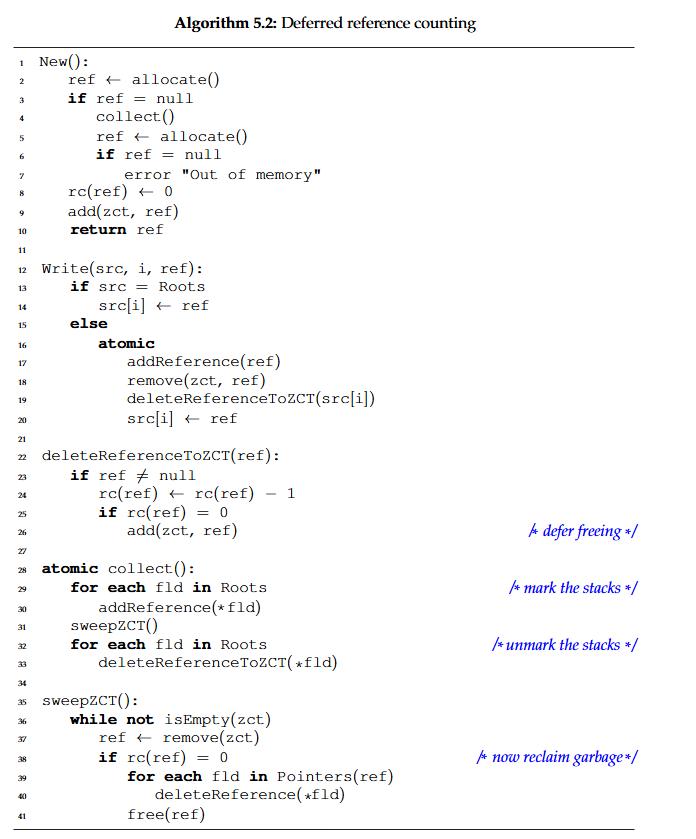 Algorithm 5.2: Deferred reference counting
1 New():
2 ref ← allocate()
3 if ref = null
4 collect()
5 ref ← allocate()
6 if ref = null
7 error "Out of memory"
8 rc(ref) ← 0
9 add(zct, ref)
10 return ref
11
12 Write(src, i, ref):
13 if src = Roots
14 src[i] ← ref
15 else
16 atomic
17 addReference(ref)
18 remove(zct, ref)
19 deleteReferenceToZCT(src[i])
20 src[i] ← ref
21
22 deleteReferenceToZCT(ref):
23 if ref ≠ null
24 rc(ref) ← rc(ref) − 1
25 if rc(ref) = 0
26 add(zct, ref) /* defer freeing */
27
28 atomic collect():
29 for each fld in Roots /* mark the stacks */
30 addReference(*fld)
31 sweepZCT()
32 for each fld in Roots /* unmark the stacks */
33 deleteReferenceToZCT(*fld)
34
35 sweepZCT():
36 while not isEmpty(zct)
37 ref ← remove(zct)
38 if rc(ref) = 0 /* now reclaim garbage */
39 for each fld in Pointers(ref)
40 deleteReference(*fld)
41 free(ref)